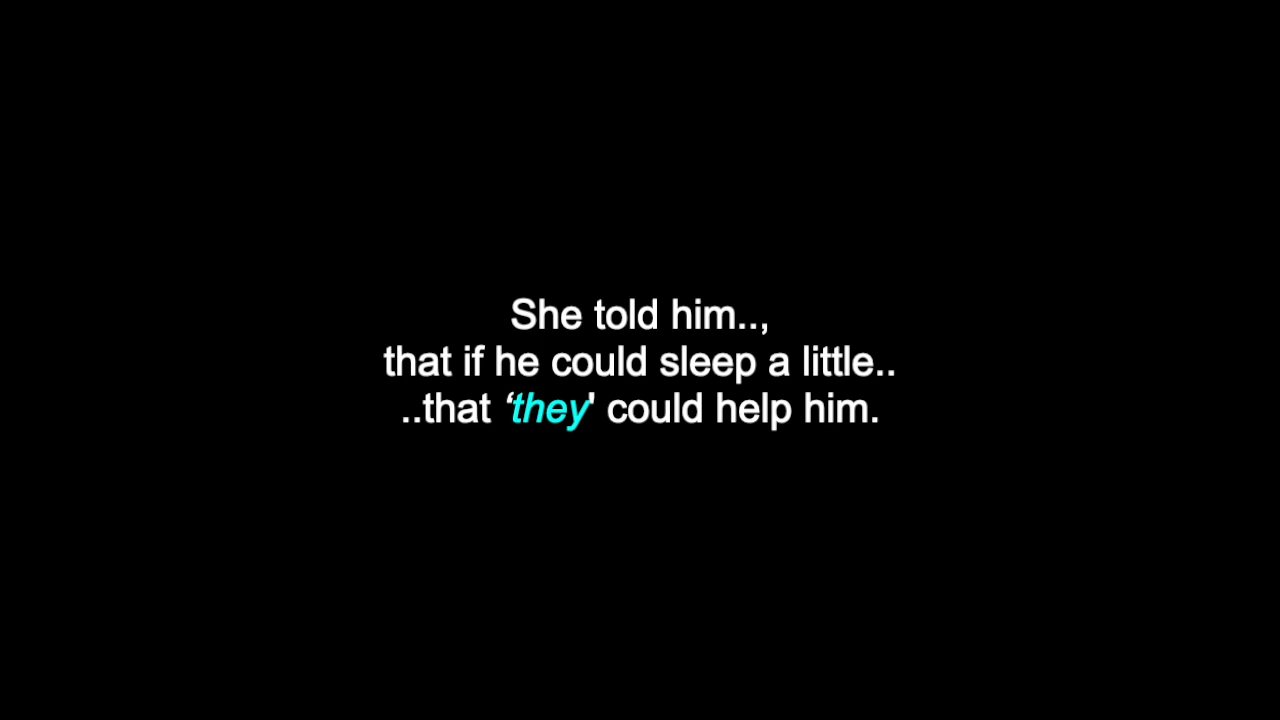 She told him..,
that if he could sleep a little..
..that ‘they' could help him.